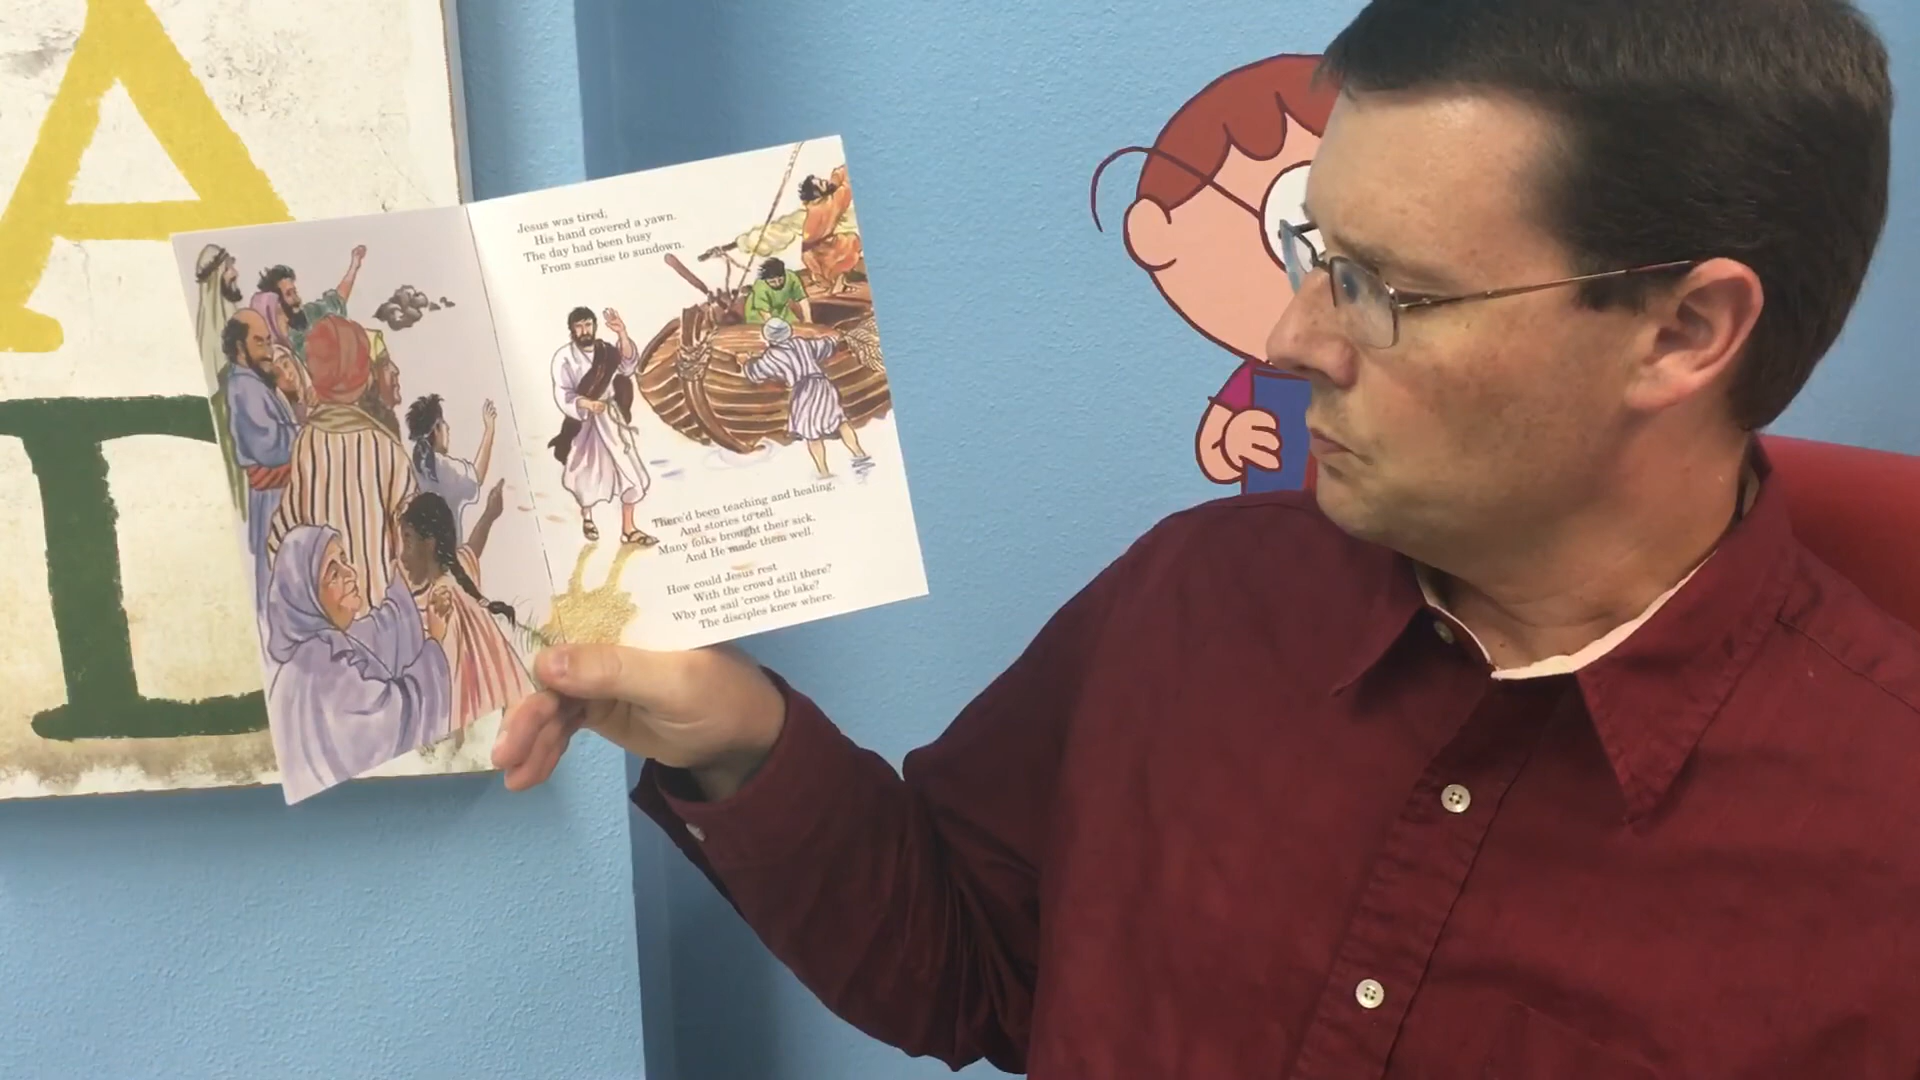 A
I
Jesus was tired,
His hand covered a yawn.
The day had been busy
From sunrise to sundown.
There'd been teaching and healing,
And stories to tell.
Many folks brought their sick,
And He made them well.
How could Jesus rest
With the crowd still there?
Why not sail 'cross the lake?
The disciples knew where.